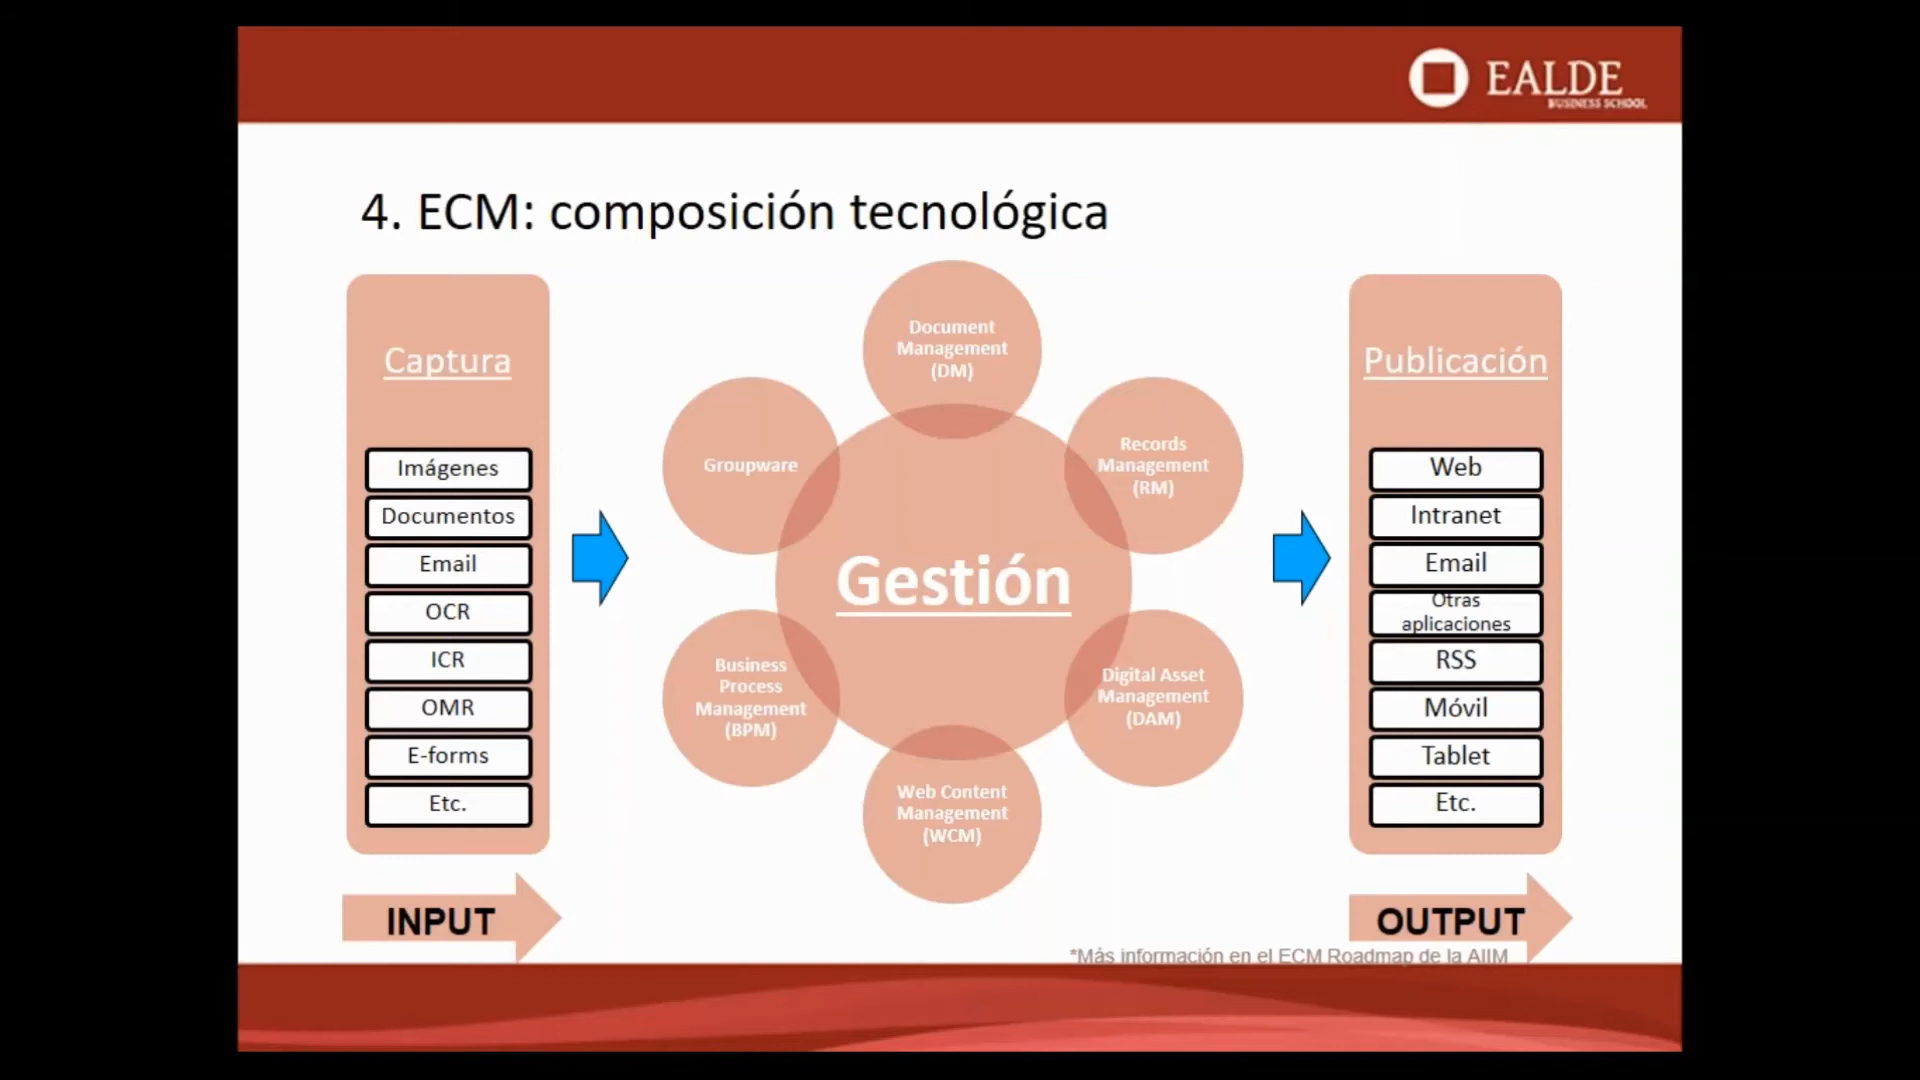 EALDE
BUSINESS SCHOOL
4. ECM: composición tecnológica
Captura
Imágenes
Documentos
Email
OCR
ICR
OMR
E-forms
Etc.
INPUT
Document
Management
(DM)
Records
Management
(RM)
Digital Asset
Management
(DAM)
Web Content
Management
(WCM)
Business
Process
Management
(BPM)
Groupware
Gestión
Publicación
Web
Intranet
Email
Otras
aplicaciones
RSS
Móvil
Tablet
Etc.
OUTPUT
*Más información en el ECM Roadmap de la AIIM